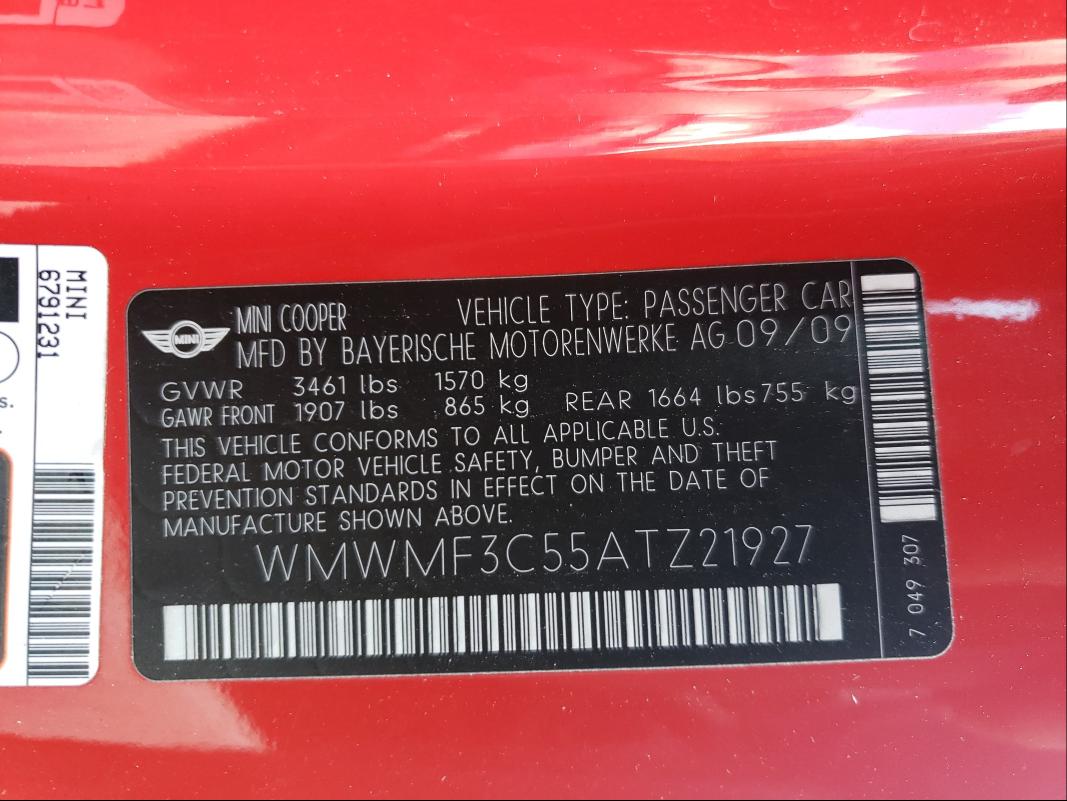 MINI
6791231
s.
MINI
MINI COOPER VEHICLE TYPE: PASSENGER CAR
MFD BY BAYERISCHE MOTORENWERKE AG 09/09
GVWR 3461 lbs 1570 kg
GAWR FRONT 1907 lbs 865 kg REAR 1664 lbs 755 kg
THIS VEHICLE CONFORMS TO ALL APPLICABLE U.S.
FEDERAL MOTOR VEHICLE SAFETY, BUMPER AND THEFT
PREVENTION STANDARDS IN EFFECT ON THE DATE OF
MANUFACTURE SHOWN ABOVE.
WMWMF3C55ATZ21927
7 049 307